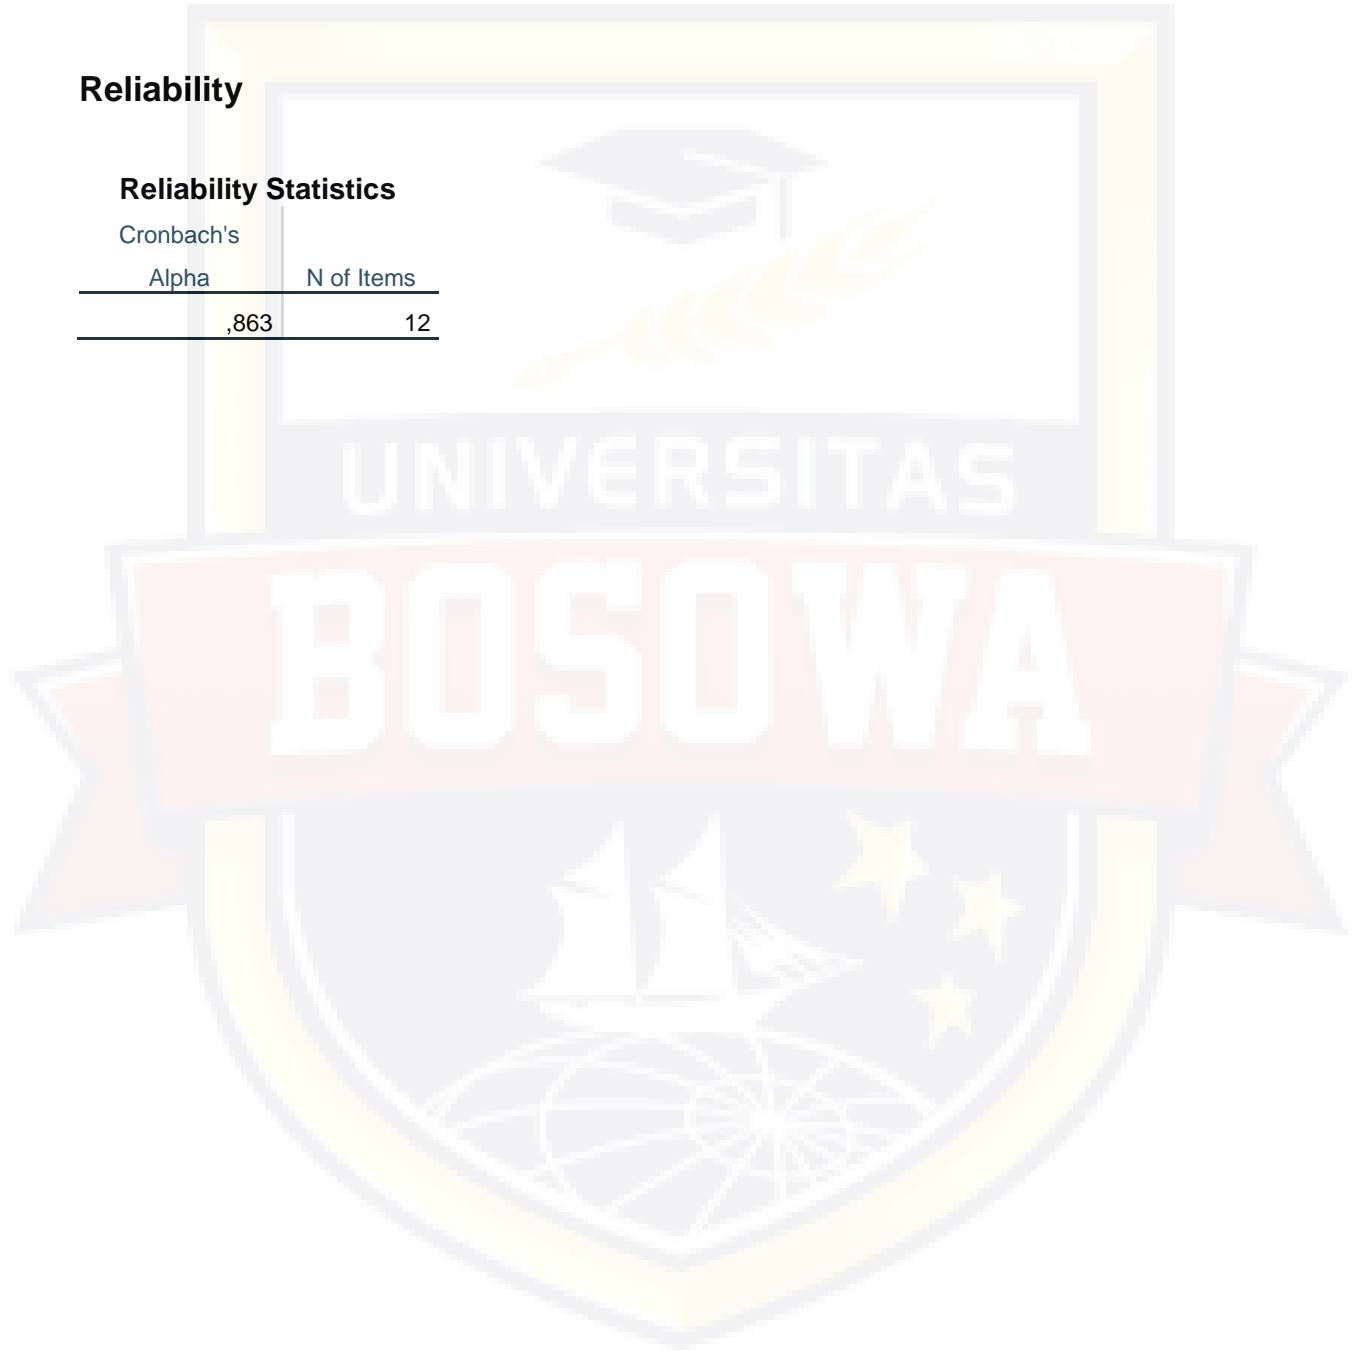 Reliability
Reliability Statistics
Cronbach's
Alpha N of Items
,863 12
UNIVERSITAS
BOSOWA